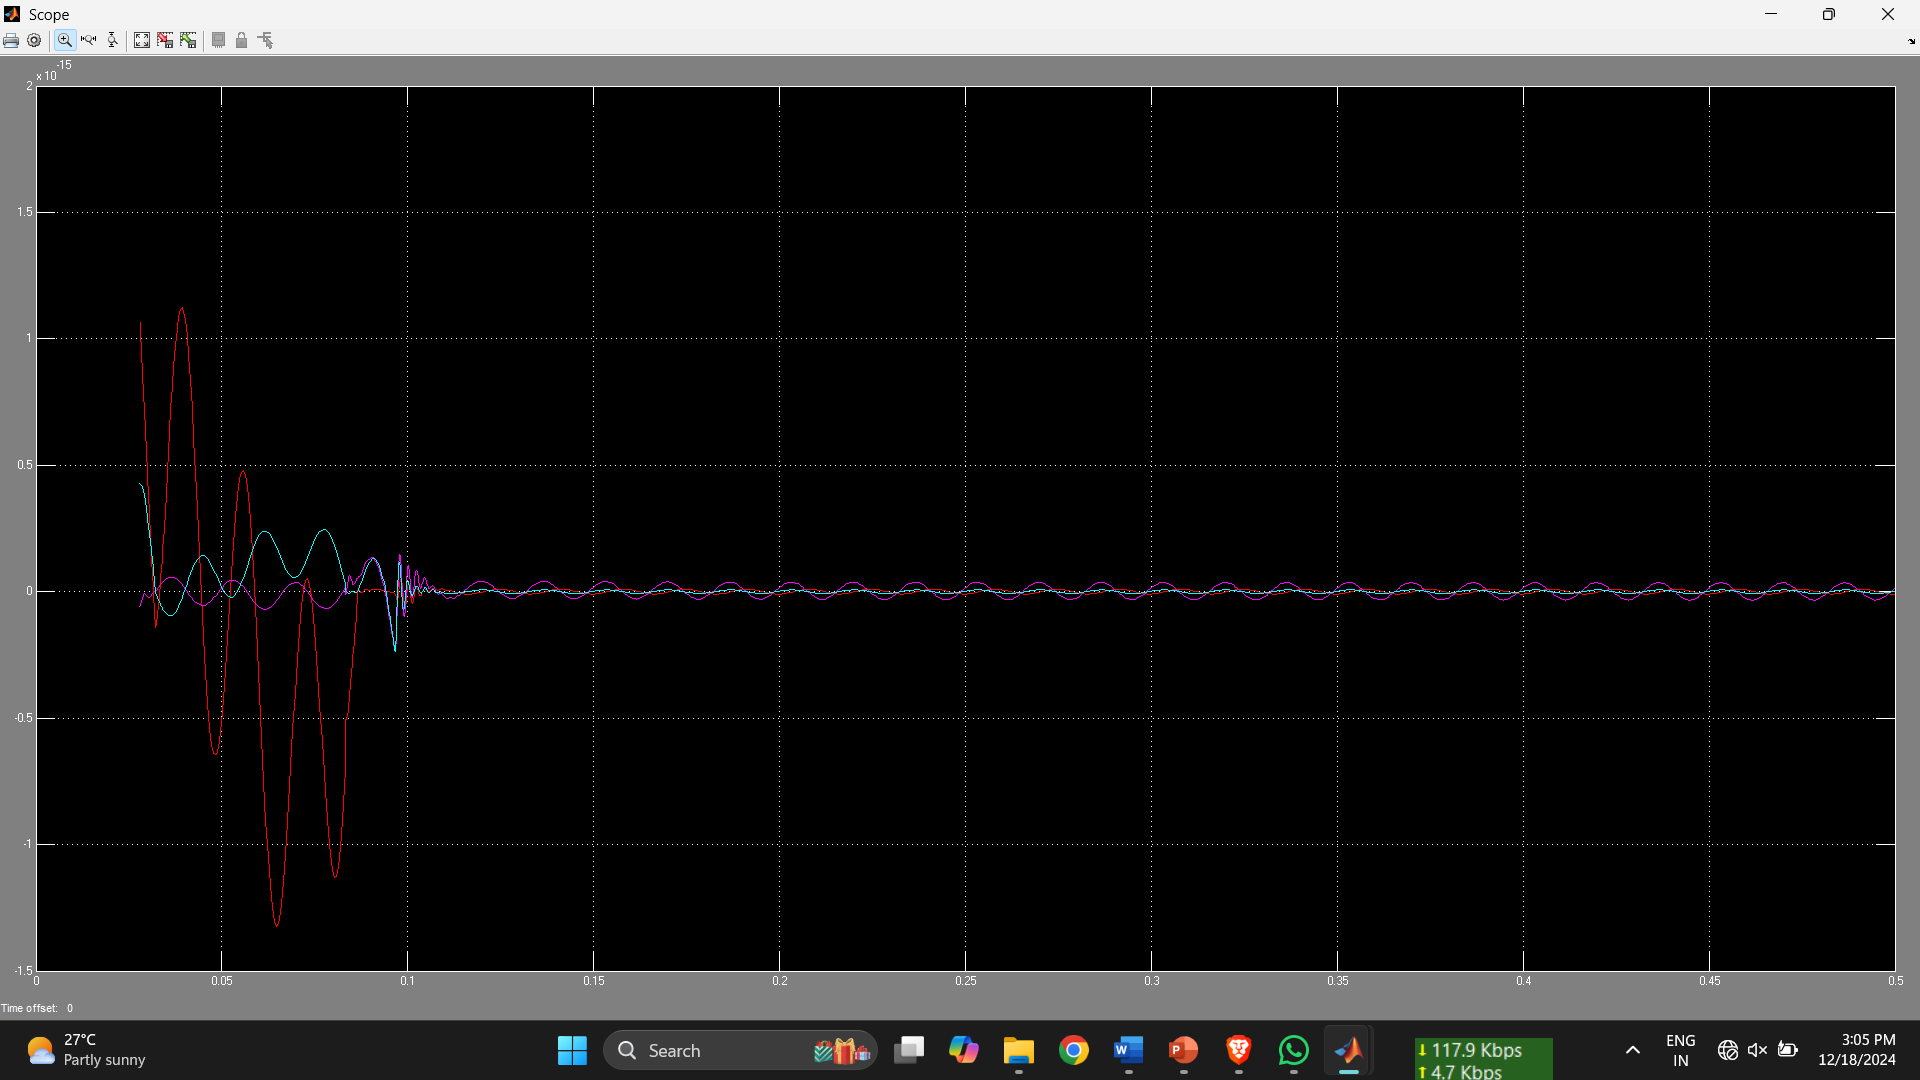 Scope
x 10 -15
2
1.5
1
0.5
0
-0.5
-1
-1.5
0 0.05 0.1 0.15 0.2 0.25 0.3 0.35 0.4 0.45 0.5
Time offset: 0
27°C
Partly sunny
Search
117.9 Kbps
4.7 Kbps
ENG
IN
3:05 PM
12/18/2024